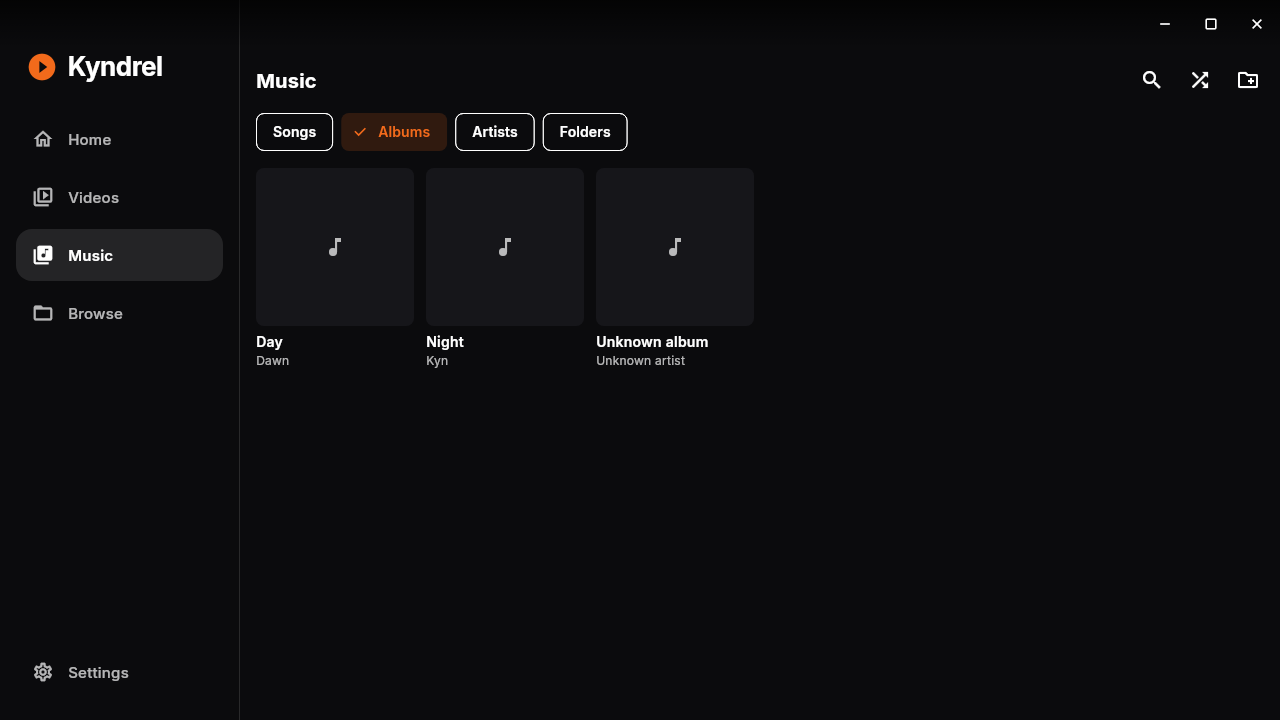 Kyndrel
Home
Videos
Music
Browse
Settings
Music
Songs
Albums
Artists
Folders
Day
Dawn
Night
Kyn
Unknown album
Unknown artist